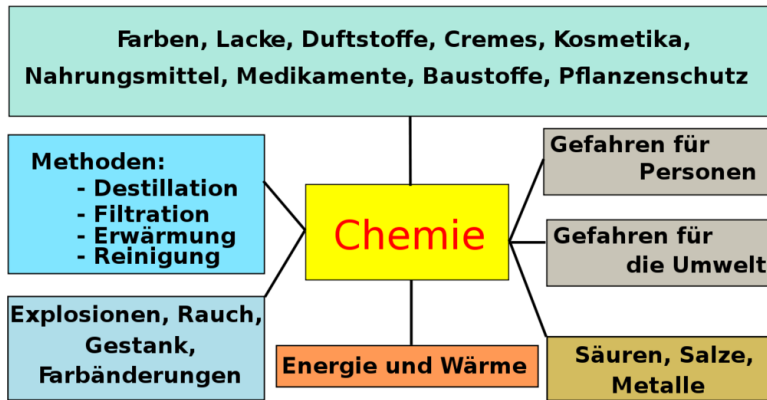 Farben, Lacke, Duftstoffe, Cremes, Kosmetika,
Nahrungsmittel, Medikamente, Baustoffe, Pflanzenschutz
Methoden:
- Destillation
- Filtration
- Erwärmung
- Reinigung
Chemie
Gefahren für
Personen
Gefahren für
die Umwelt
Explosionen, Rauch,
Gestank,
Farbänderungen
Energie und Wärme
Säuren, Salze,
Metalle